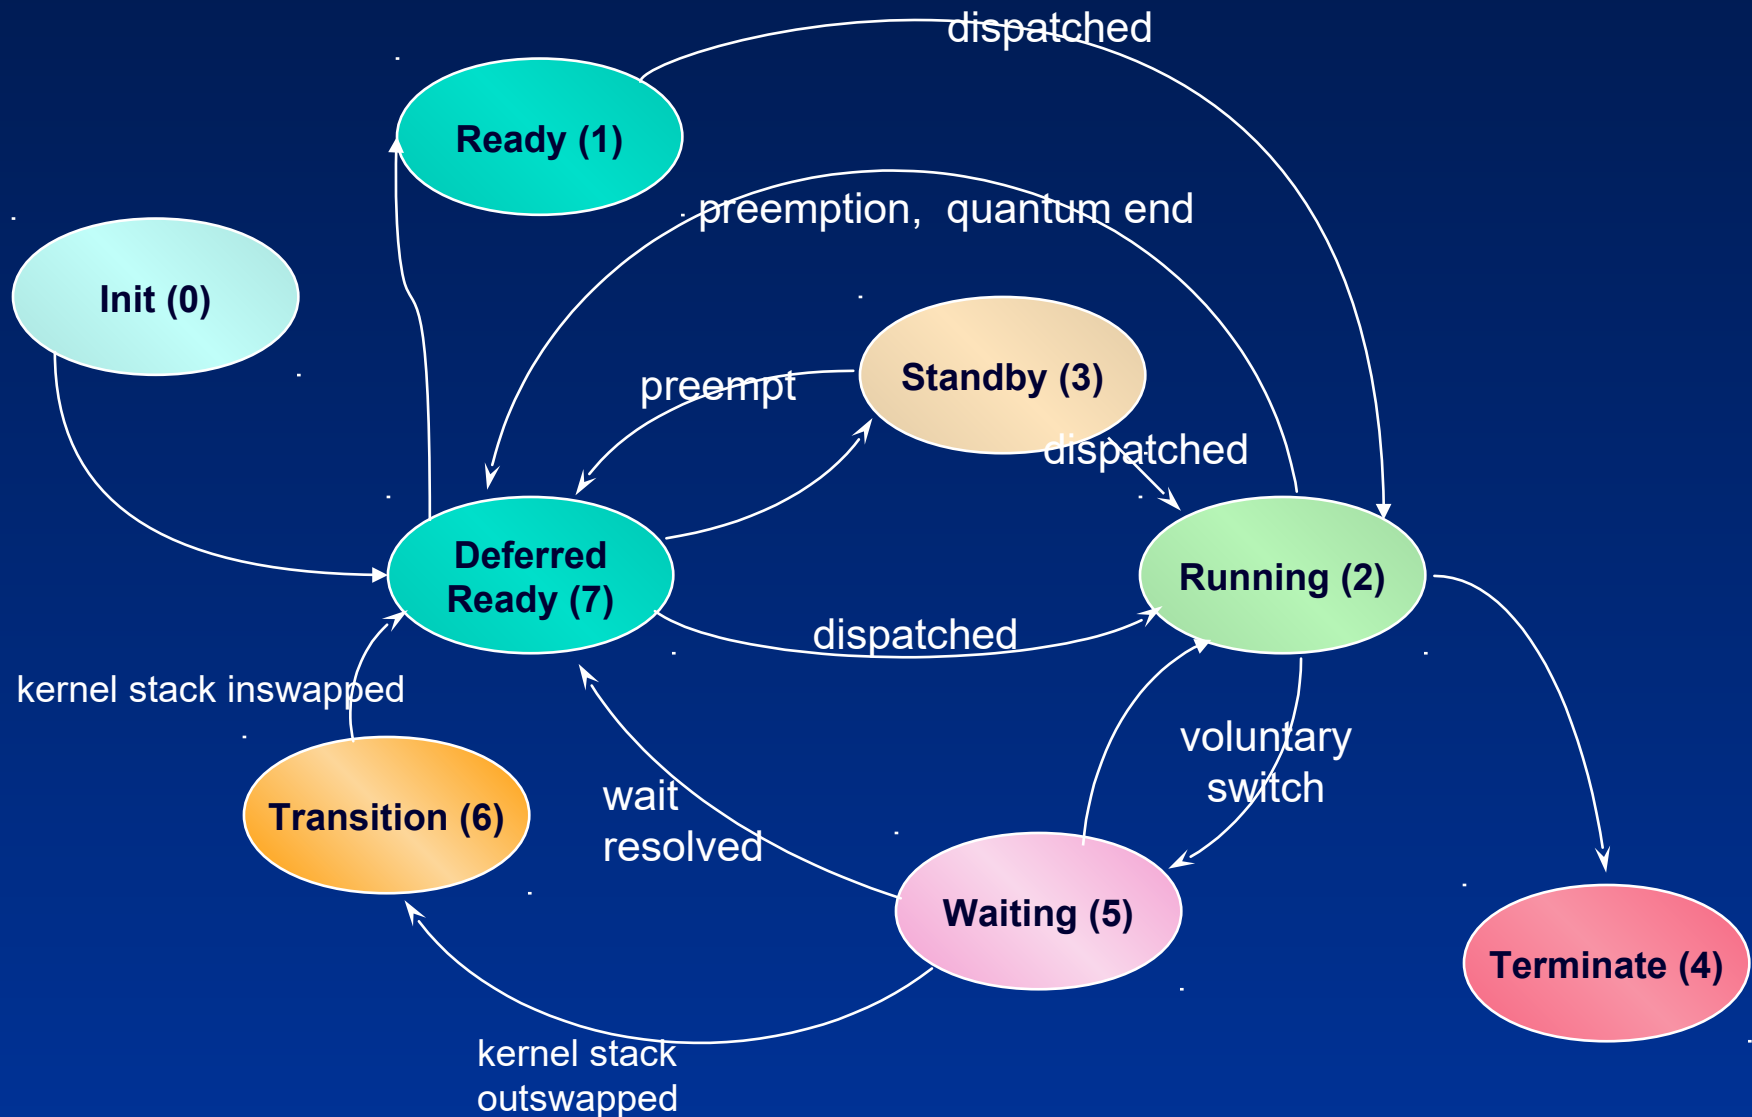 dispatched
Ready (1)
preemption,  quantum end
Init (0)
Standby (3)
preempt
dispatched
Deferred
Ready (7)
Running (2)
dispatched
kernel stack inswapped
voluntary
switch
Transition (6)
wait
resolved
Waiting (5)
Terminate (4)
kernel stack
outswapped